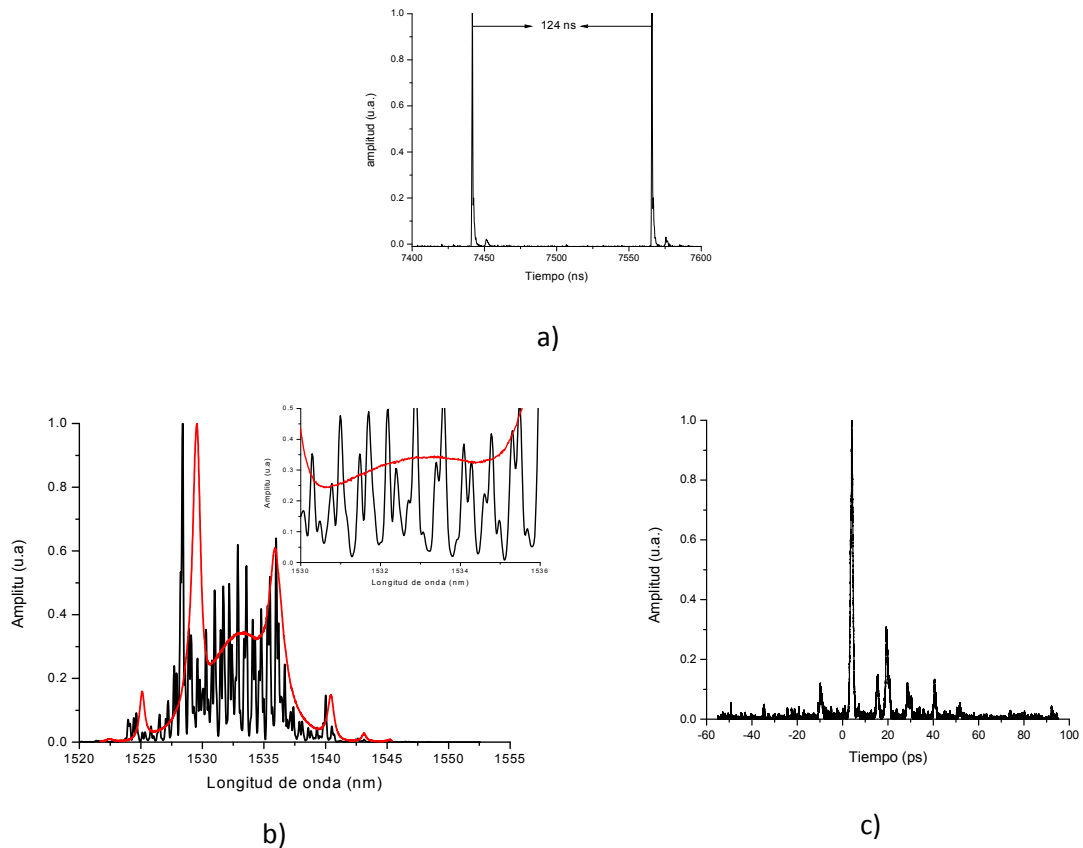 124 ns
1.0
0.8
0.6
0.4
0.2
0.0
amplitud (u.a.)
7400 7450 7500 7550 7600
Tiempo (ns)
a)
1.0
0.8
0.6
0.4
0.2
0.0
Amplitu (u.a)
1520 1525 1530 1535 1540 1545 1550 1555
Longitud de onda (nm)
0.5
0.4
0.3
0.2
0.1
0.0
Amplitu (u.a)
1530 1532 1534 1536
Longitud de onda (nm)
b)
1.0
0.8
0.6
0.4
0.2
0.0
Amplitud (u.a.)
-60 -40 -20 0 20 40 60 80 100
Tiempo (ps)
c)